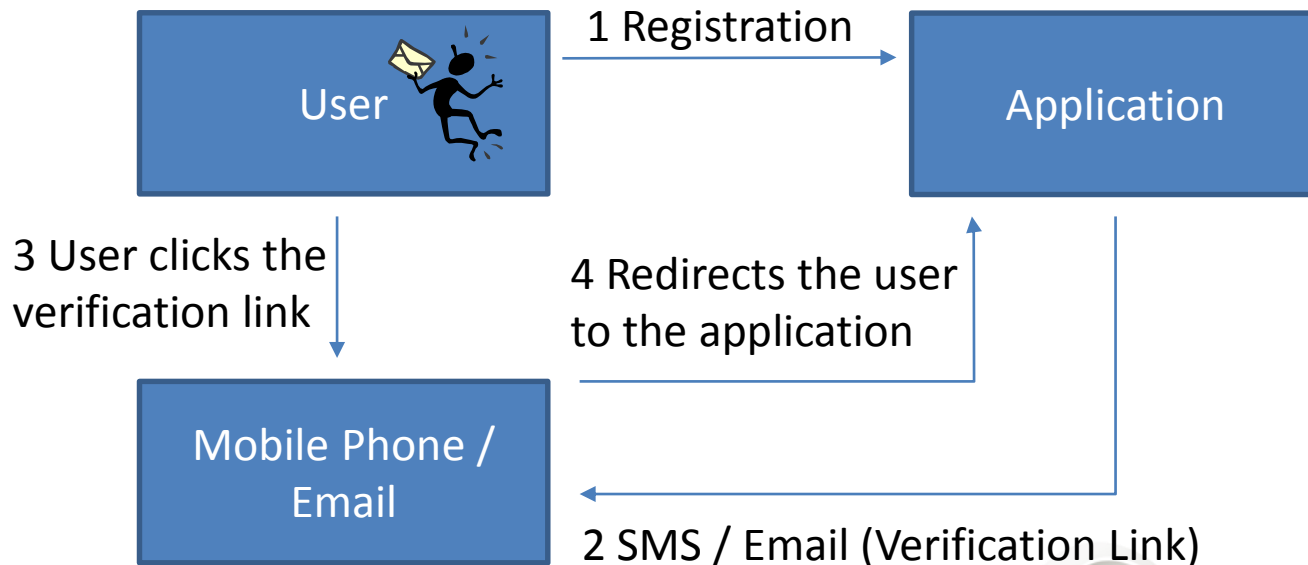 1 Registration
User
Application
3 User clicks the
verification link
4 Redirects the user
to the application
Mobile Phone /
Email
2 SMS / Email (Verification Link)